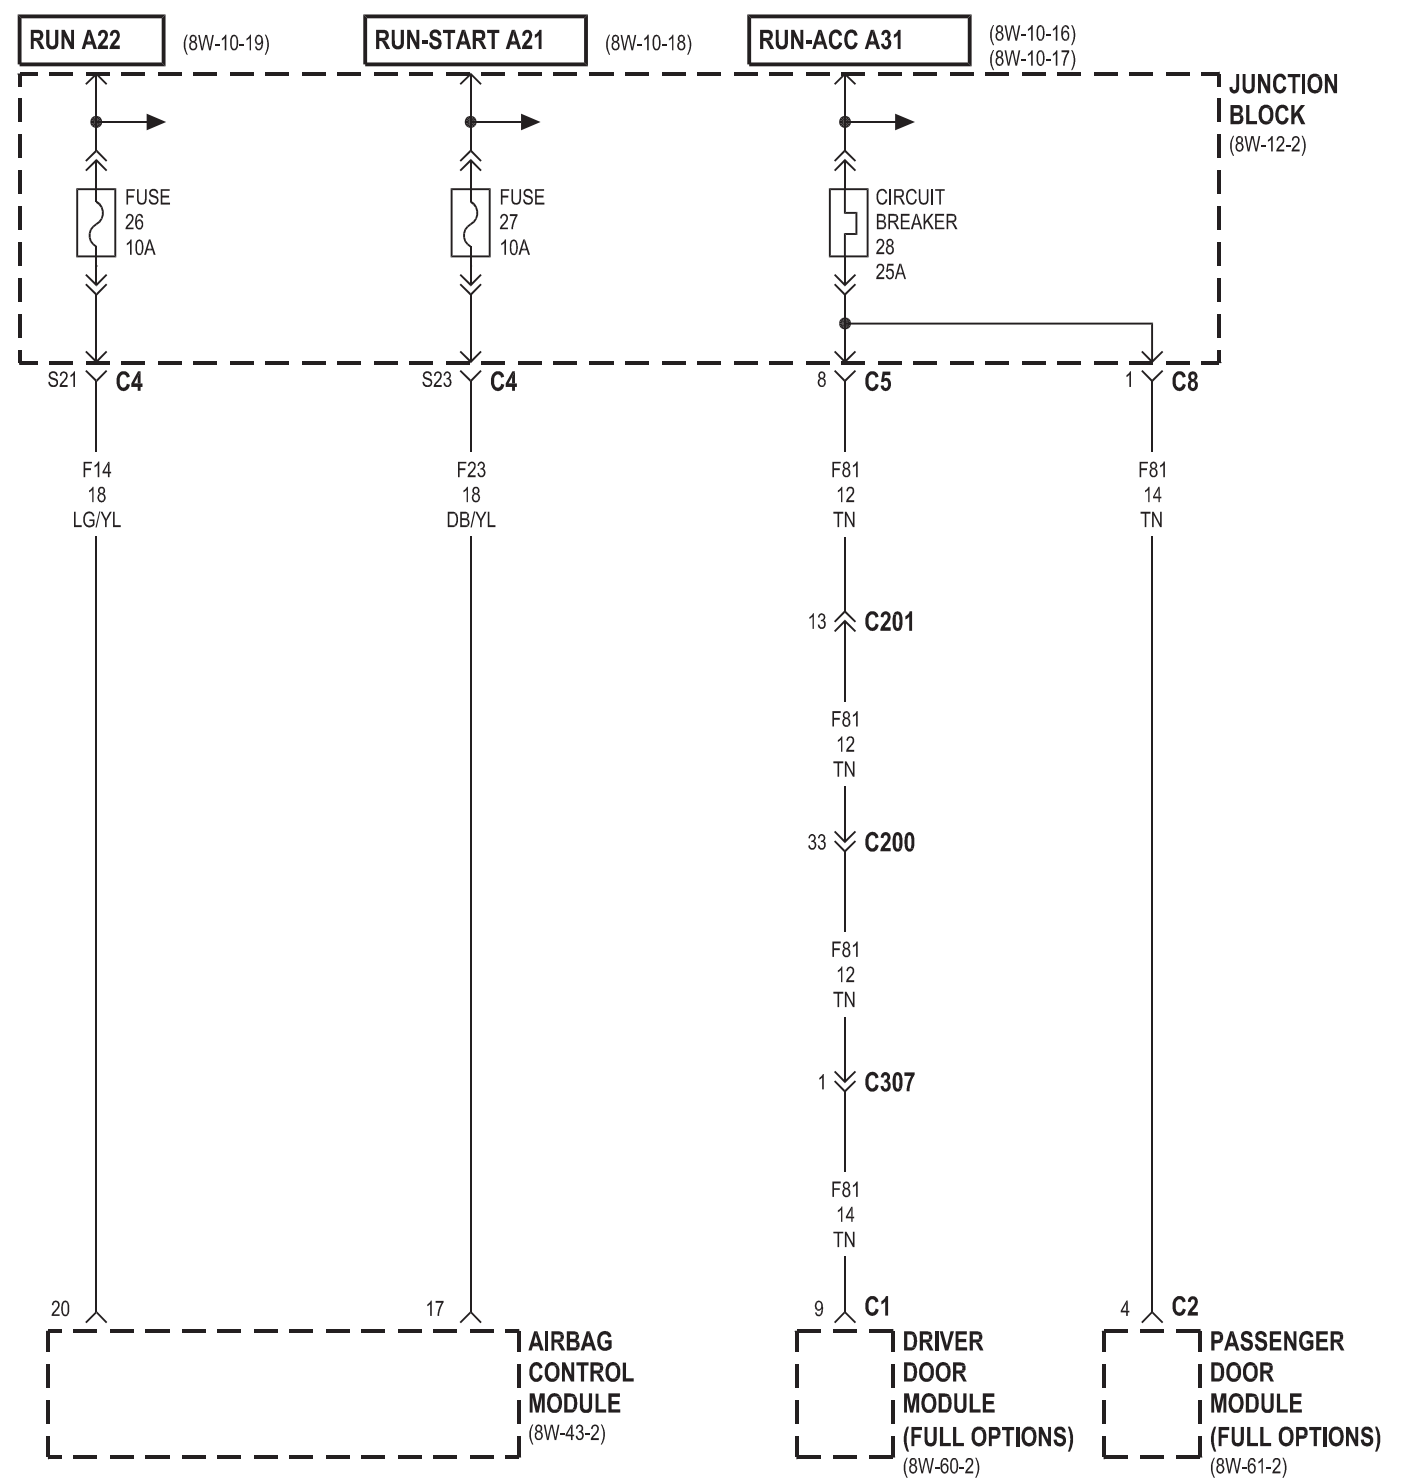 RUN A22
(8W-10-19)
RUN-START A21
(8W-10-18)
RUN-ACC A31
(8W-10-16)
(8W-10-17)
JUNCTION
BLOCK
(8W-12-2)
FUSE
26
10A
FUSE
27
10A
CIRCUIT
BREAKER
28
25A
S21
C4
S23
C4
8
C5
1
C8
F14
18
LG/YL
F23
18
DB/YL
F81
12
TN
F81
14
TN
13
C201
F81
12
TN
33
C200
F81
12
TN
1
C307
F81
14
TN
20
17
9
C1
4
C2
AIRBAG
CONTROL
MODULE
(8W-43-2)
DRIVER
DOOR
MODULE
(FULL OPTIONS)
(8W-60-2)
PASSENGER
DOOR
MODULE
(FULL OPTIONS)
(8W-61-2)